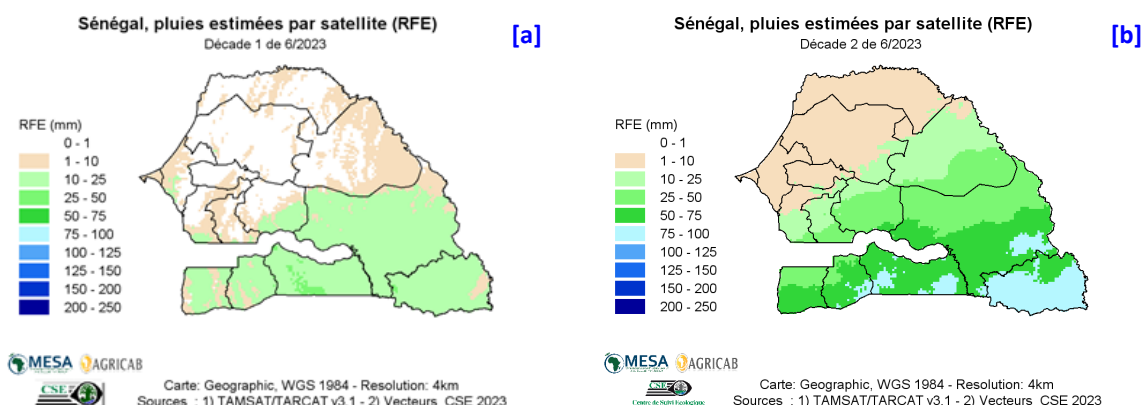 Sénégal, pluies estimées par satellite (RFE)
Décade 1 de 6/2023
[a]
RFE (mm)
0 - 1
1 - 10
10 - 25
25 - 50
50 - 75
75 - 100
100 - 125
125 - 150
150 - 200
200 - 250
MESA
AGRICAB
CSE
Carte: Geographic, WGS 1984 - Resolution: 4km
Sources : 1) TAMSAT/TARCAT v3.1 - 2) Vecteurs CSE 2023
Sénégal, pluies estimées par satellite (RFE)
Décade 2 de 6/2023
[b]
RFE (mm)
0 - 1
1 - 10
10 - 25
25 - 50
50 - 75
75 - 100
100 - 125
125 - 150
150 - 200
200 - 250
MESA
AGRICAB
CSE
Centre de Suivi Ecologique
Carte: Geographic, WGS 1984 - Resolution: 4km
Sources : 1) TAMSAT/TARCAT v3.1 - 2) Vecteurs CSE 2023